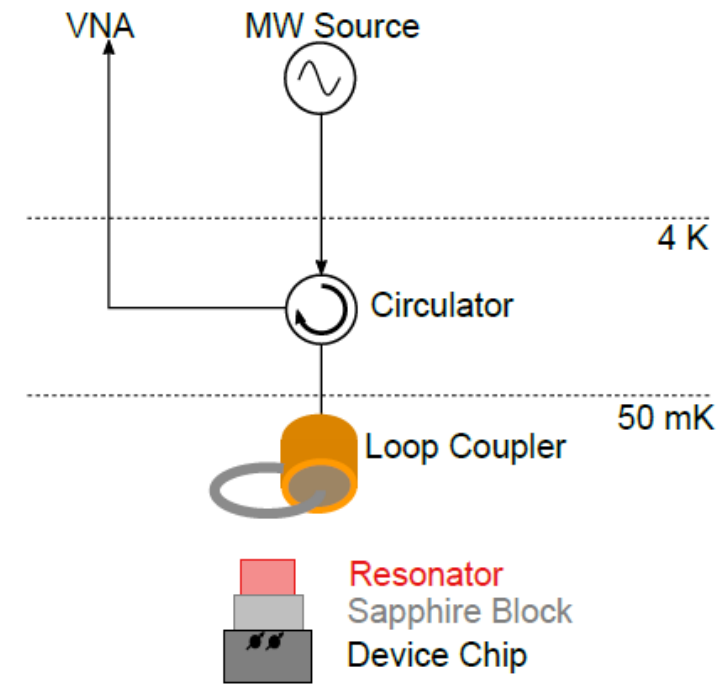 VNA
MW Source
4 K
Circulator
50 mK
Loop Coupler
Resonator
Sapphire Block
Device Chip